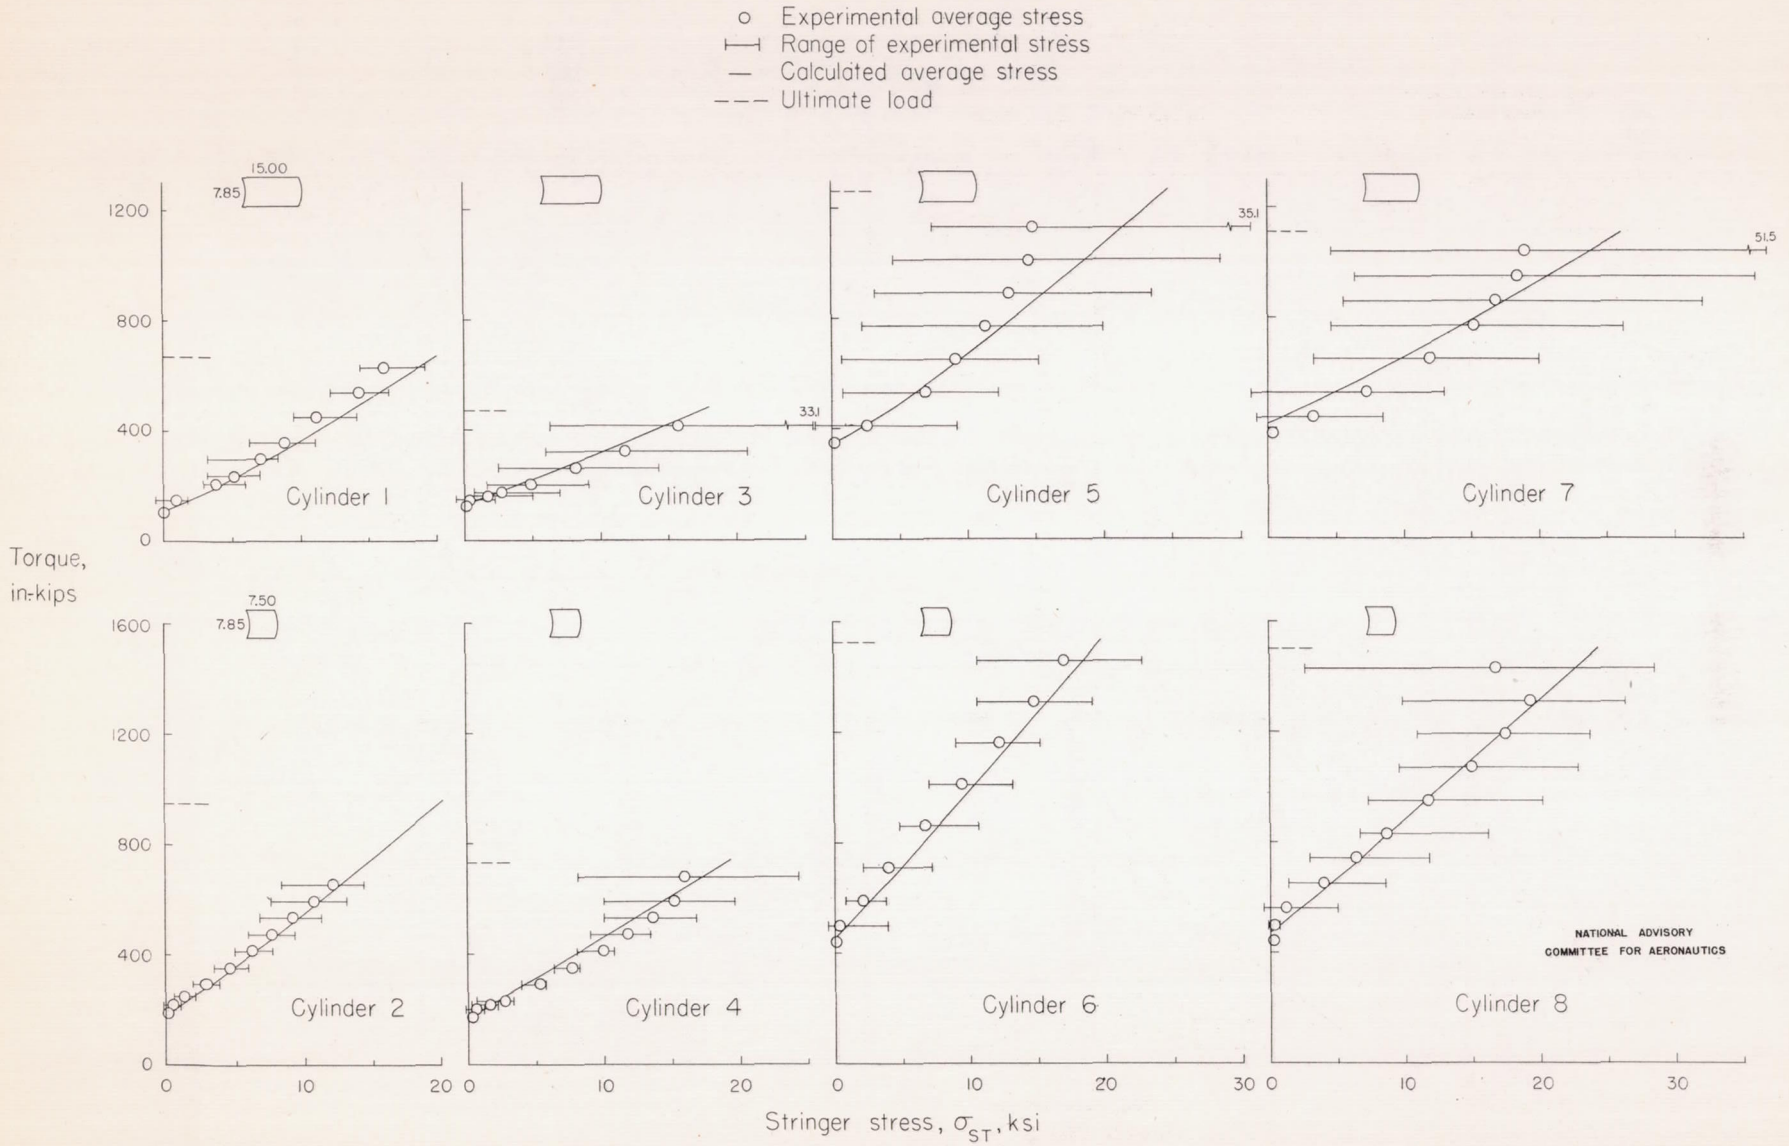 Experimental average stress
Range of experimental stress
Calculated average stress
Ultimate load
15.00
7.85
1200
800
400
0
Cylinder 1
33.1
Cylinder 3
35.1
Cylinder 5
51.5
Cylinder 7
Torque,
in-kips
7.50
7.85
1600
1200
800
400
0
Cylinder 2
Cylinder 4
Cylinder 6
Cylinder 8
NATIONAL ADVISORY
COMMITTEE FOR AERONAUTICS
0 10 20
0 10 20
0 10 20 30
0 10 20 30
Stringer stress, σST, ksi